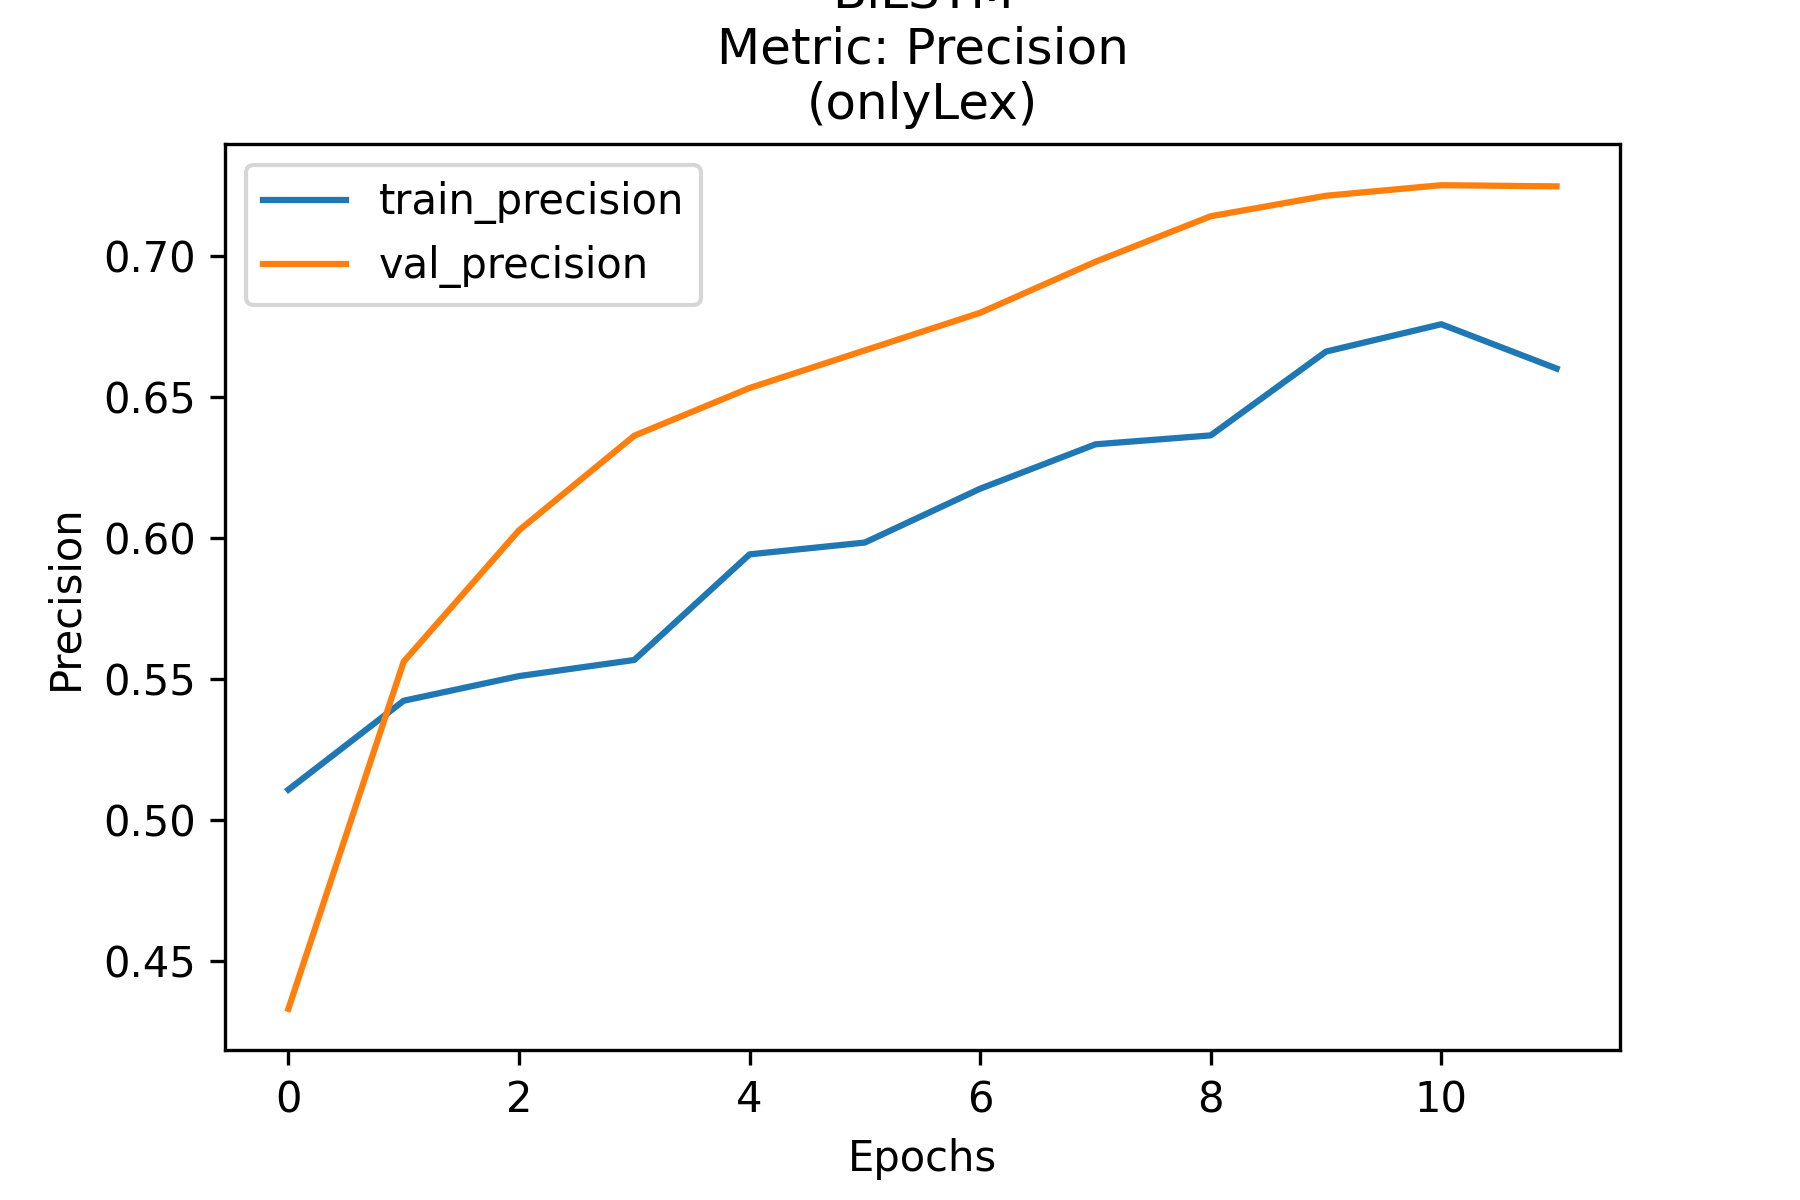 BiLSTM
Metric: Precision
(onlyLex)
train_precision
val_precision
Precision
0.70
0.65
0.60
0.55
0.50
0.45
0 2 4 6 8 10
Epochs